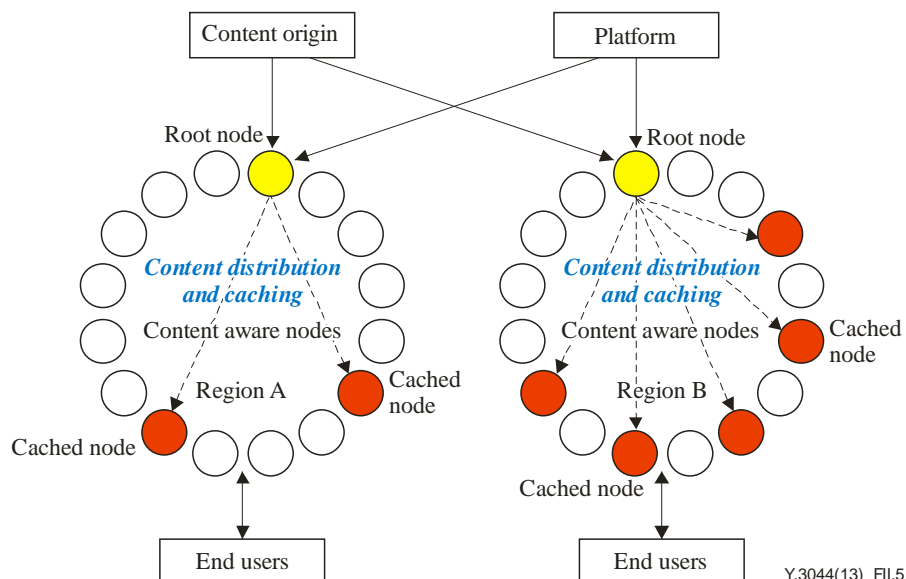 Content origin
Platform
Root node
Root node
Content distribution
and caching
Content aware nodes
Region A
Cached
node
Cached node
Content distribution
and caching
Content aware nodes
Cached
node
Region B
Cached node
End users
End users
Y.3044(13)_FII.5